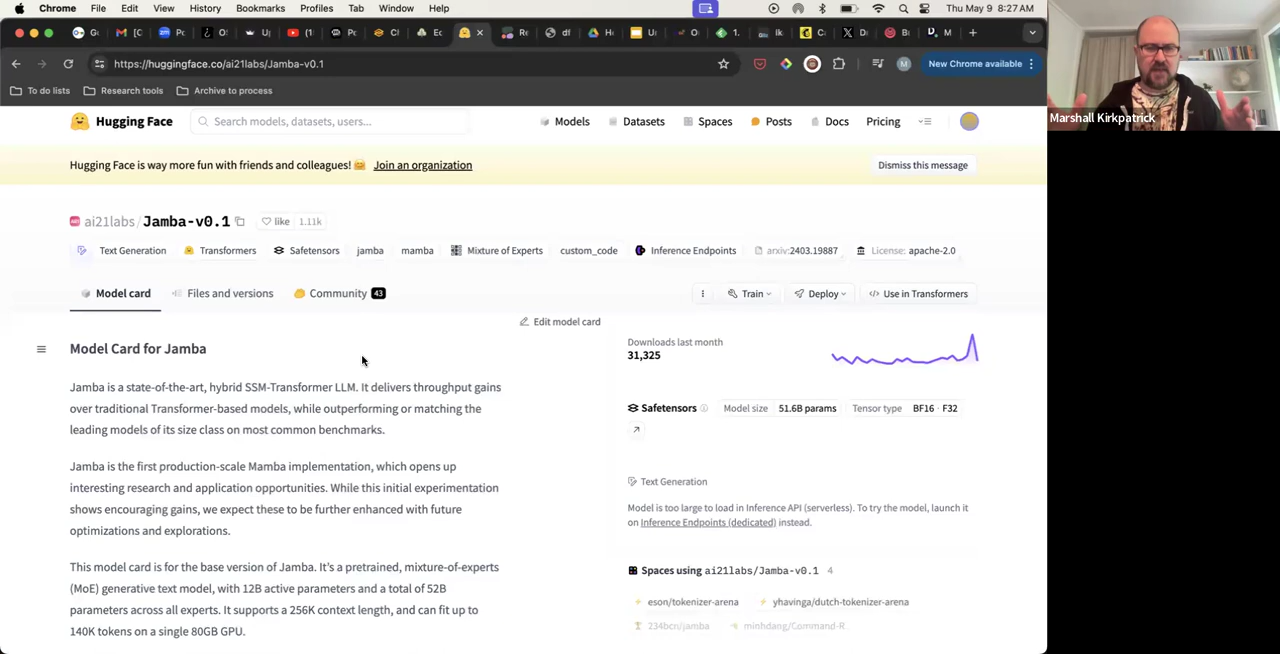 Chrome File Edit View History Bookmarks Profiles Tab Window Help Thu May 9 8:27 AM
https://huggingface.co/ai21labs/Jamba-v0.1 New Chrome available
To do lists Research tools Archive to process
Hugging Face Search models, datasets, users... Models Datasets Spaces Posts Docs Pricing
Hugging Face is way more fun with friends and colleagues! 🤗 Join an organization Dismiss this message
ai21labs/Jamba-v0.1 like 1.11k
Text Generation Transformers Safetensors jamba mamba Mixture of Experts custom_code Inference Endpoints arxiv:2403.19887 License: apache-2.0
Model card Files and versions Community 43 Train Deploy Use in Transformers
Edit model card
Model Card for Jamba
Jamba is a state-of-the-art, hybrid SSM-Transformer LLM. It delivers throughput gains
over traditional Transformer-based models, while outperforming or matching the
leading models of its size class on most common benchmarks.
Jamba is the first production-scale Mamba implementation, which opens up
interesting research and application opportunities. While this initial experimentation
shows encouraging gains, we expect these to be further enhanced with future
optimizations and explorations.
This model card is for the base version of Jamba. It's a pretrained, mixture-of-experts
(MoE) generative text model, with 12B active parameters and a total of 52B
parameters across all experts. It supports a 256K context length, and can fit up to
140K tokens on a single 80GB GPU.
Downloads last month
31,325
Safetensors Model size 51.6B params Tensor type BF16 · F32
Text Generation
Model is too large to load in Inference API (serverless). To try the model, launch it
on Inference Endpoints (dedicated) instead.
Spaces using ai21labs/Jamba-v0.1 4
eson/tokenizer-arena yhavinga/dutch-tokenizer-arena
234bcn/jamba minhdang/Command-R
Marshall Kirkpatrick